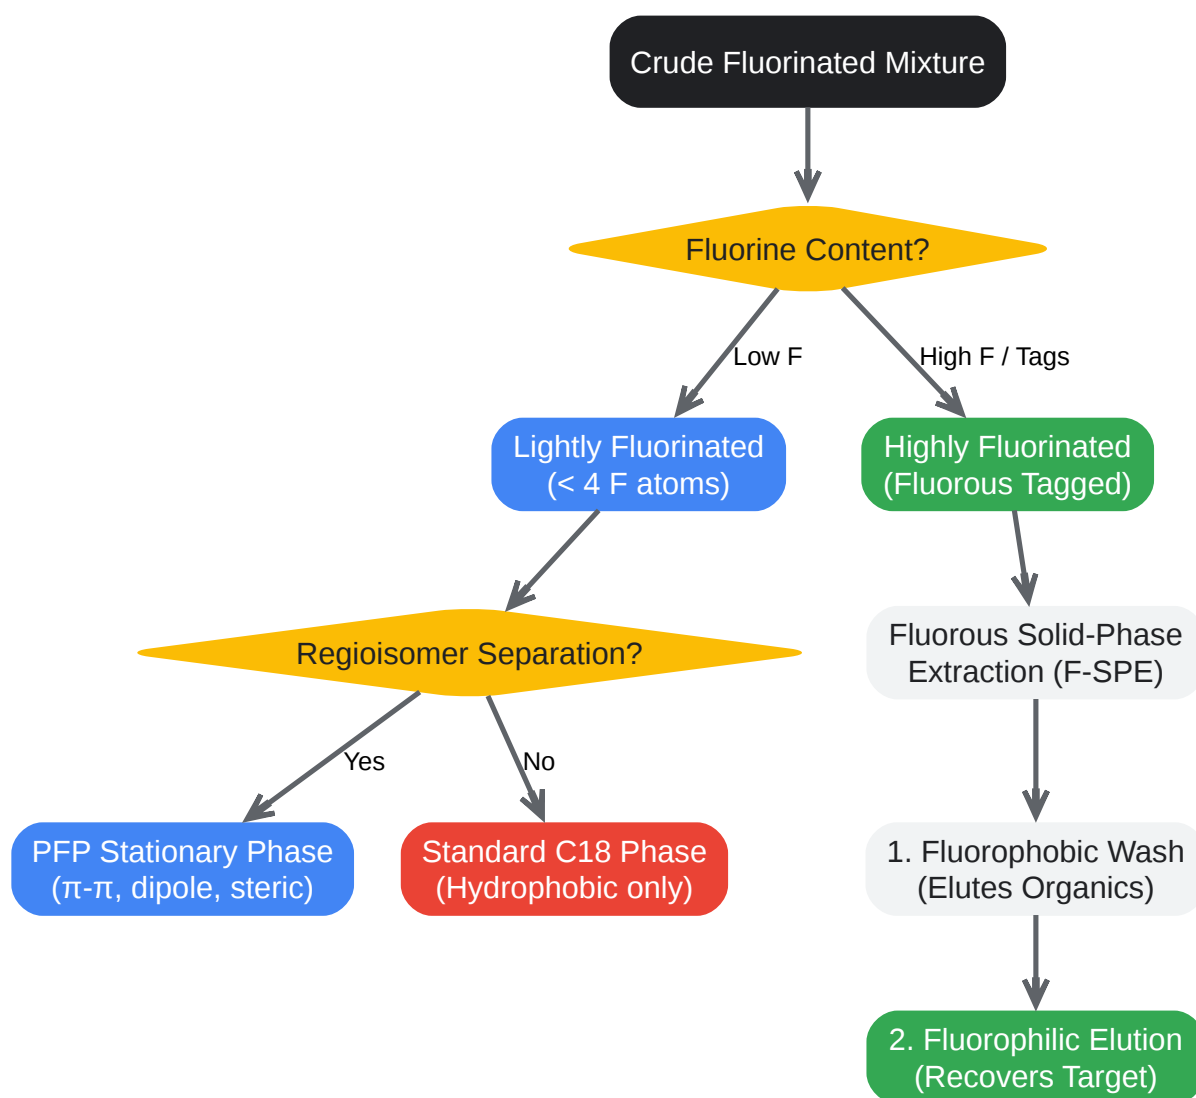 Crude Fluorinated Mixture
Fluorine Content?
Low F
High F / Tags
Lightly Fluorinated
(< 4 F atoms)
Highly Fluorinated
(Fluorous Tagged)
Regioisomer Separation?
Fluorous Solid-Phase
Extraction (F-SPE)
Yes
No
PFP Stationary Phase
(π-π, dipole, steric)
Standard C18 Phase
(Hydrophobic only)
1. Fluorophobic Wash
(Elutes Organics)
2. Fluorophilic Elution
(Recovers Target)